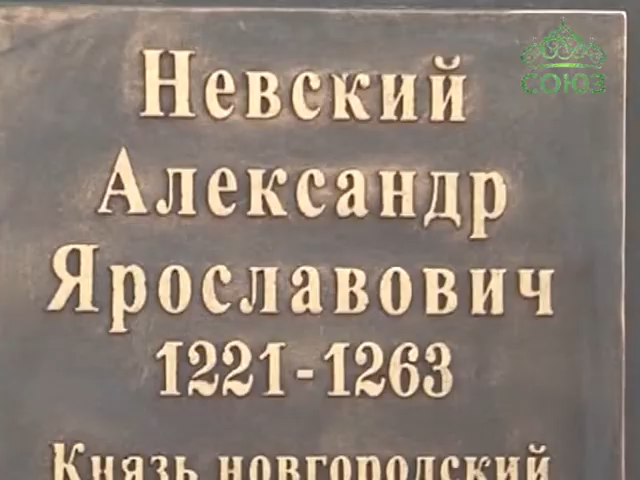 СОЮЗ
Невский
Александр
Ярославович
1221-1263
Князь новгородский